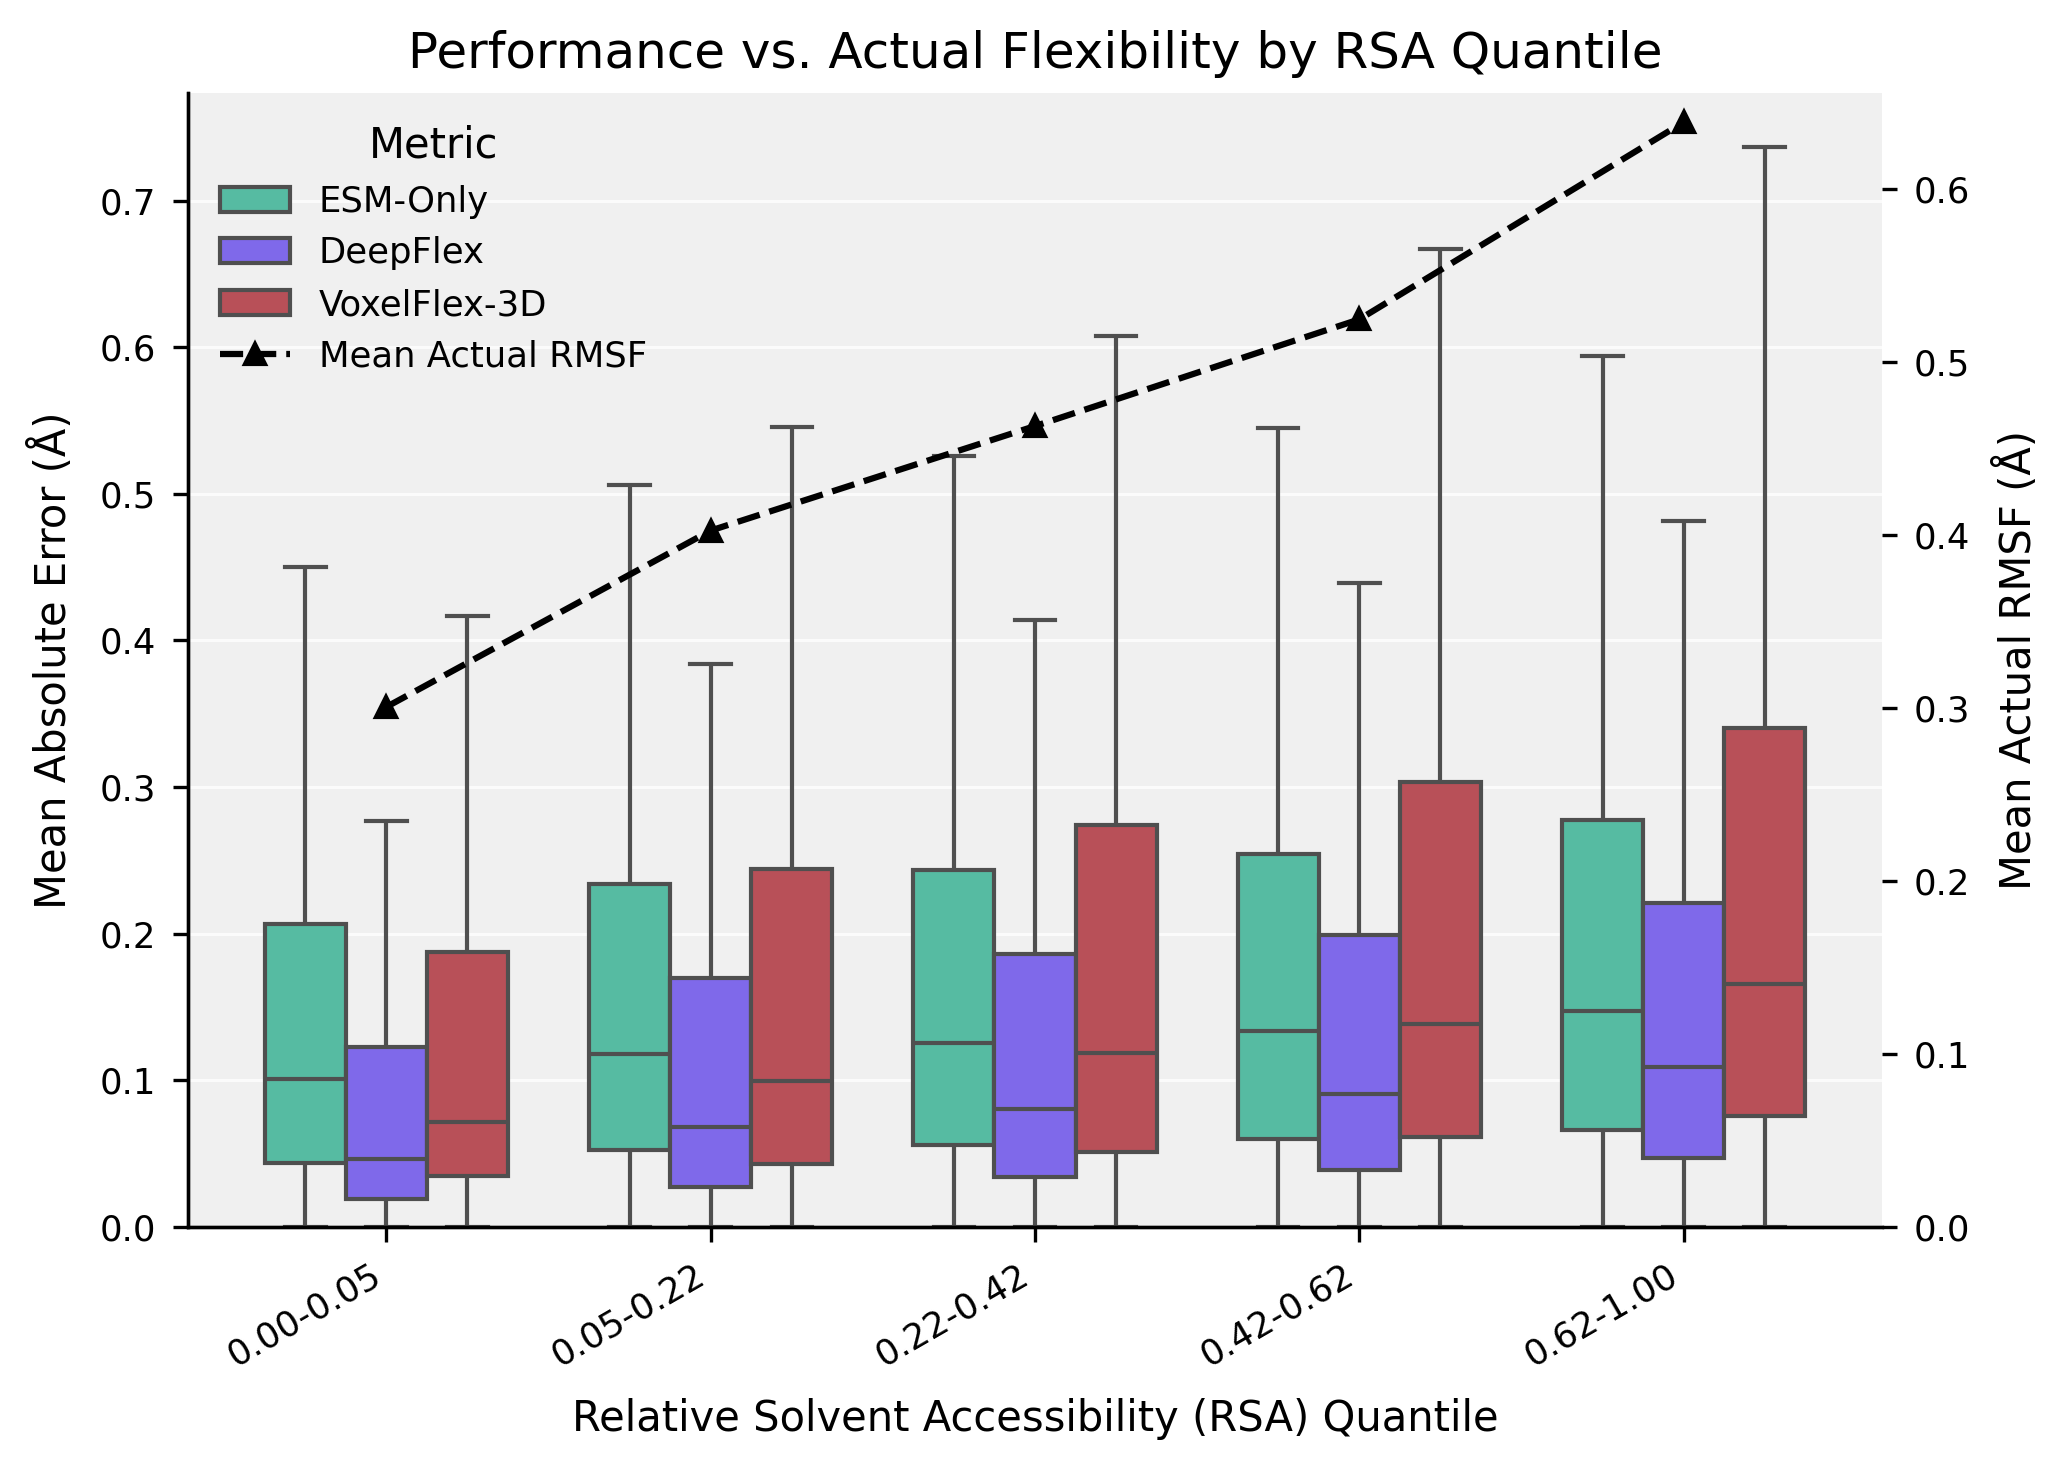 Performance vs. Actual Flexibility by RSA Quantile
Metric
ESM-Only
DeepFlex
VoxelFlex-3D
Mean Actual RMSF
Mean Absolute Error (Å)
0.7
0.6
0.5
0.4
0.3
0.2
0.1
0.0
Mean Actual RMSF (Å)
0.6
0.5
0.4
0.3
0.2
0.1
0.0
0.00-0.05
0.05-0.22
0.22-0.42
0.42-0.62
0.62-1.00
Relative Solvent Accessibility (RSA) Quantile